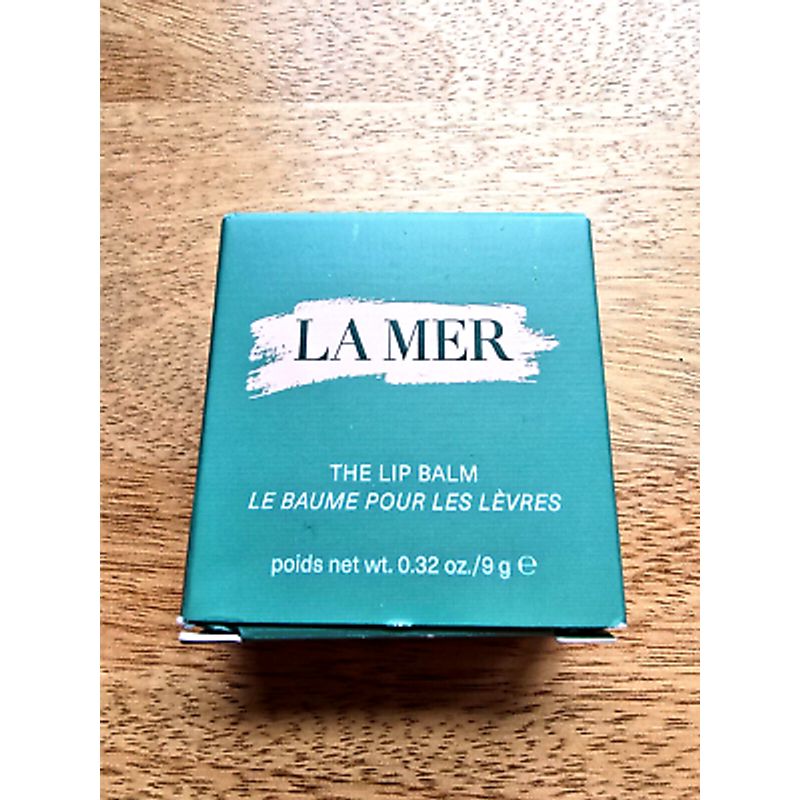 LA MER
THE LIP BALM
LE BAUME POUR LES LÈVRES
poids net wt. 0.32 oz./9 g ℮